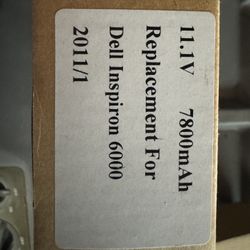 11.1V 7800mAh
Replacement For
Dell Inspiron 6000
2011/1